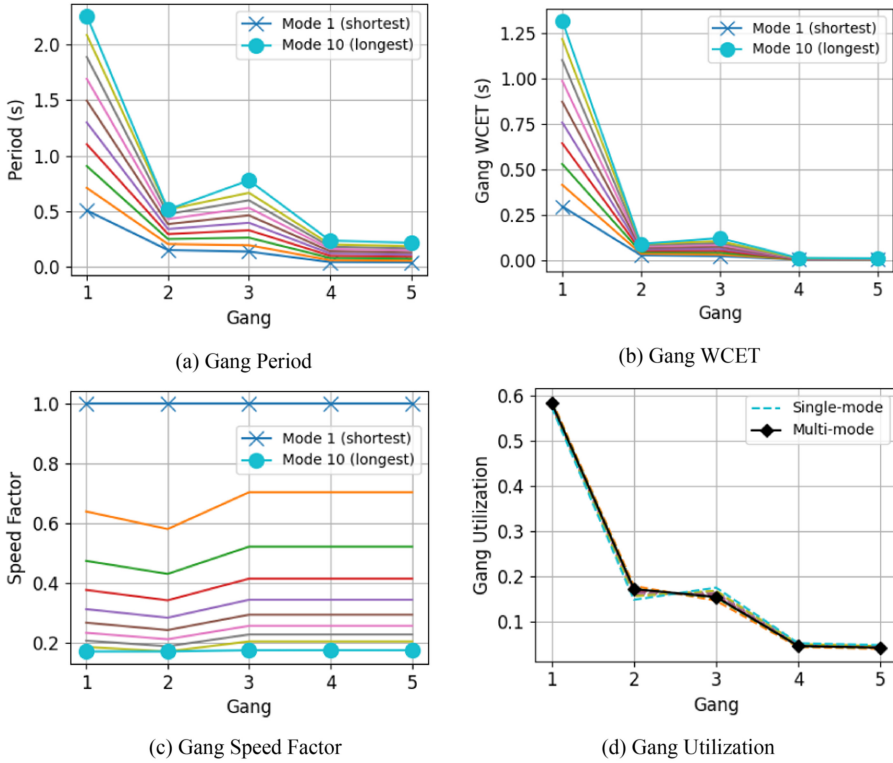 Period (s)
2.0
1.5
1.0
0.5
0.0
Mode 1 (shortest)
Mode 10 (longest)
1 2 3 4 5
Gang
(a) Gang Period
Gang WCET (s)
1.25
1.00
0.75
0.50
0.25
0.00
Mode 1 (shortest)
Mode 10 (longest)
1 2 3 4 5
Gang
(b) Gang WCET
Speed Factor
1.0
0.8
0.6
0.4
0.2
Mode 1 (shortest)
Mode 10 (longest)
1 2 3 4 5
Gang
(c) Gang Speed Factor
Gang Utilization
0.6
0.5
0.4
0.3
0.2
0.1
Single-mode
Multi-mode
1 2 3 4 5
Gang
(d) Gang Utilization